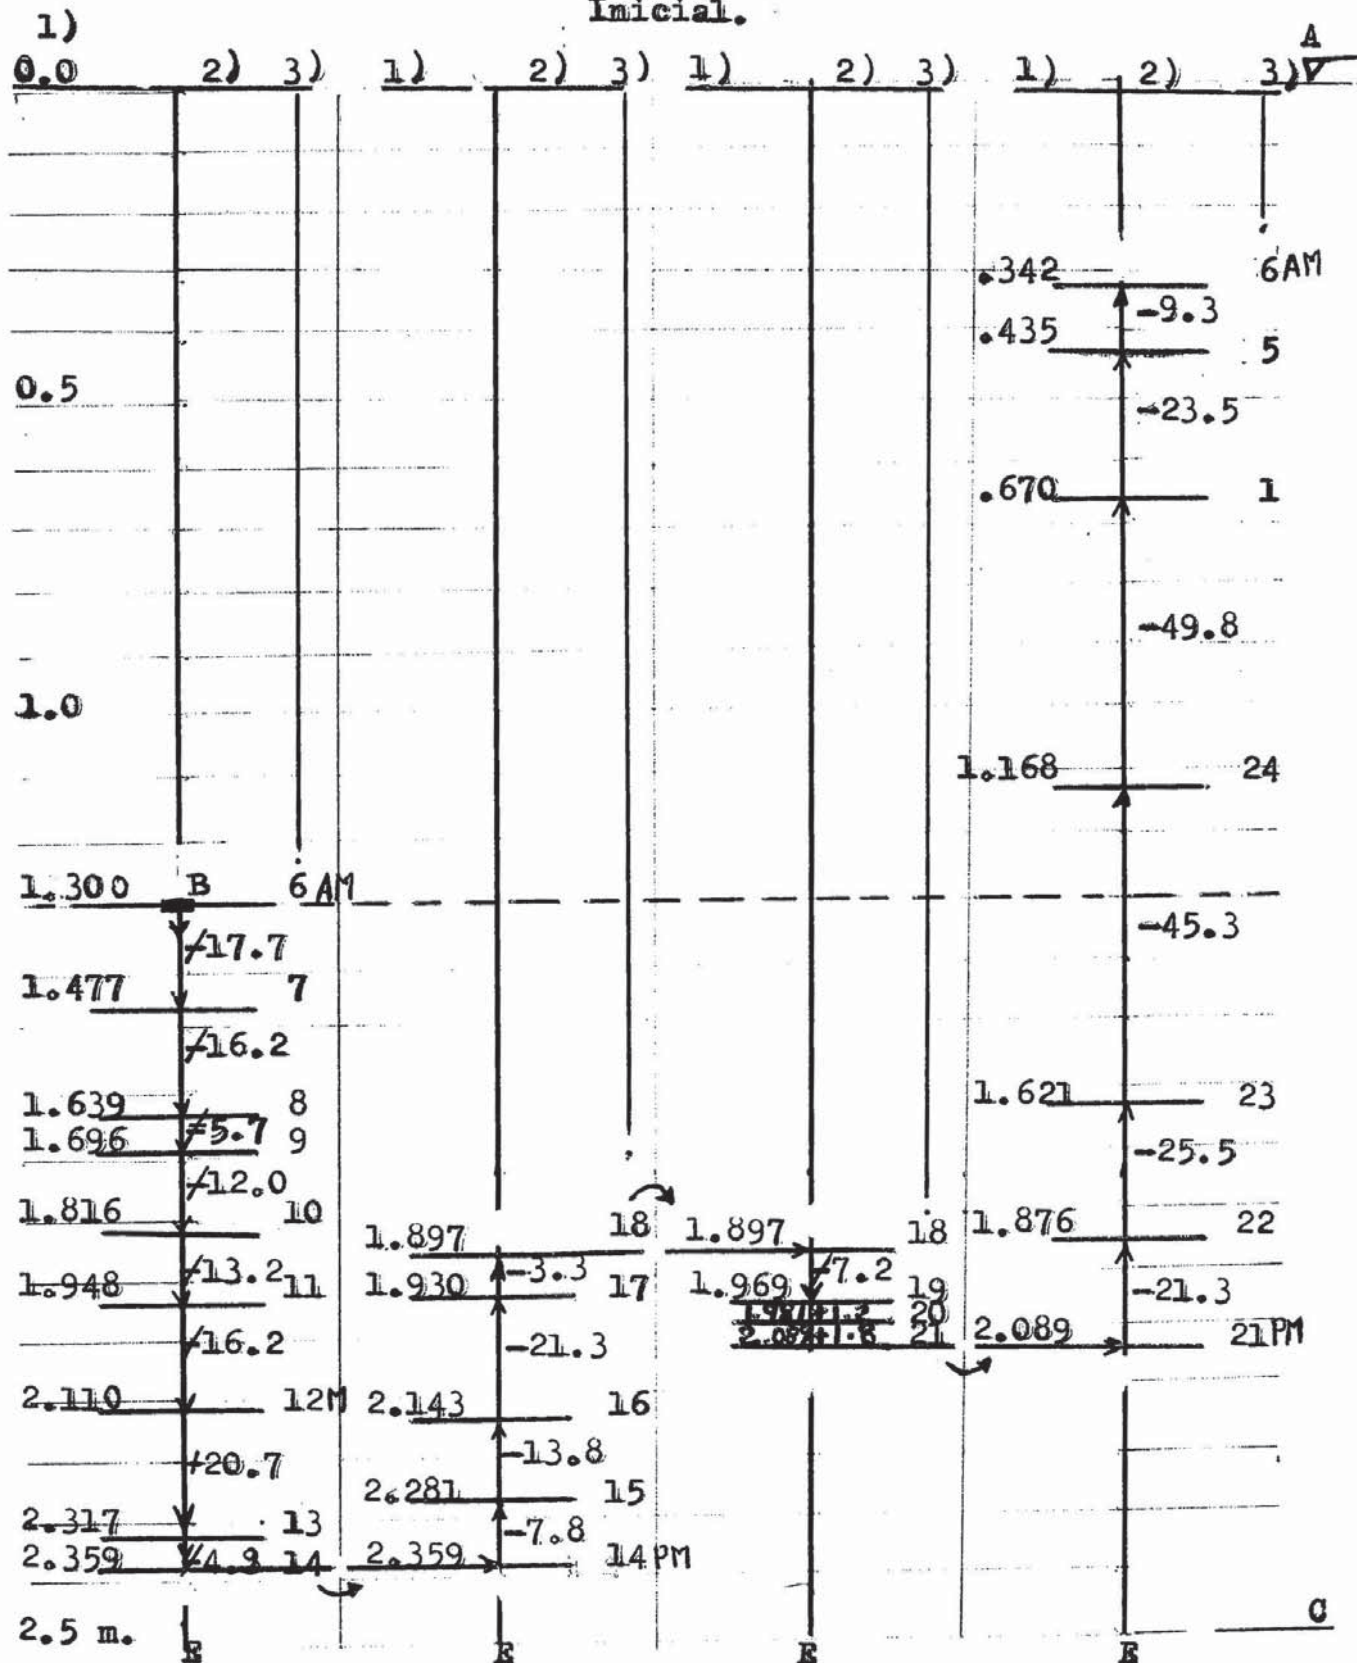 Inicial.
1)
0.0 2) 3) 1) 2) 3) 1) 2) 3) 1) 2) 3) A
.342 6AM
-9.3
.435 5
0.5
-23.5
.670 1
-49.8
1.0
1.168 24
1.300 B 6AM
-45.3
+17.7
1.477 7
+16.2
1.639 8 1.621 23
+5.7
1.696 9
-25.5
+12.0
1.816 10 1.897 18 1.897 18 1.876 22
+13.2 -3.3 +7.2
1.948 11 1.930 17 1.969 19 -21.3
20
+16.2 -21.3 21 2.089 21PM
2.110 12M 2.143 16
+20.7 -13.8
2.281 15
2.317 13 -7.8
2.359 14 2.359 14PM
2.5 m. C
E E E E